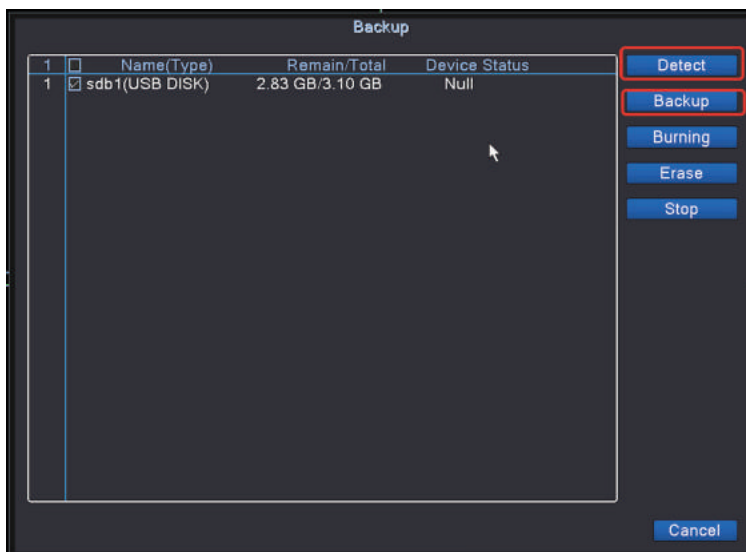 Backup
1 Name(Type) Remain/Total Device Status
1 sdb1(USB DISK) 2.83 GB/3.10 GB Null
Detect
Backup
Burning
Erase
Stop
Cancel